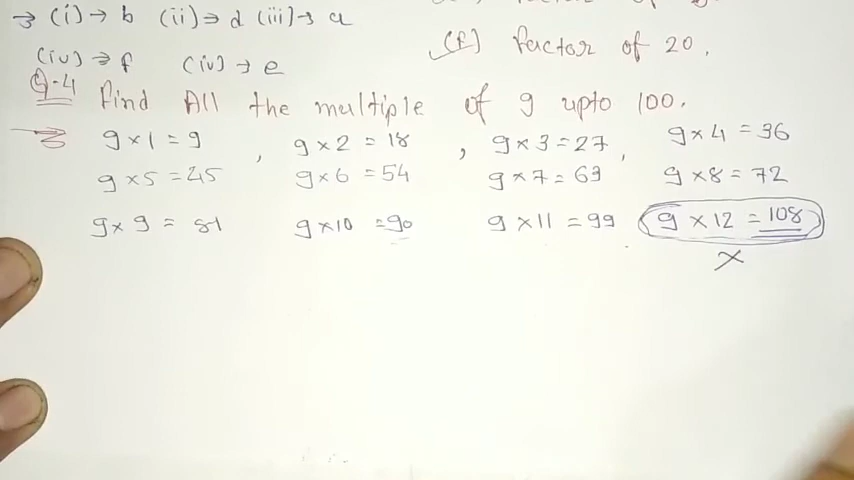 → (i) → b (ii) → d (iii) → a
(iv) → f (iv) → e
(f) factor of 20.
Q-4 Find All the multiple of 9 upto 100.
→ 9 × 1 = 9 , 9 × 2 = 18 , 9 × 3 = 27 , 9 × 4 = 36
9 × 5 = 45 9 × 6 = 54 9 × 7 = 63 9 × 8 = 72
9 × 9 = 81 9 × 10 = 90 9 × 11 = 99 9 × 12 = 108
×